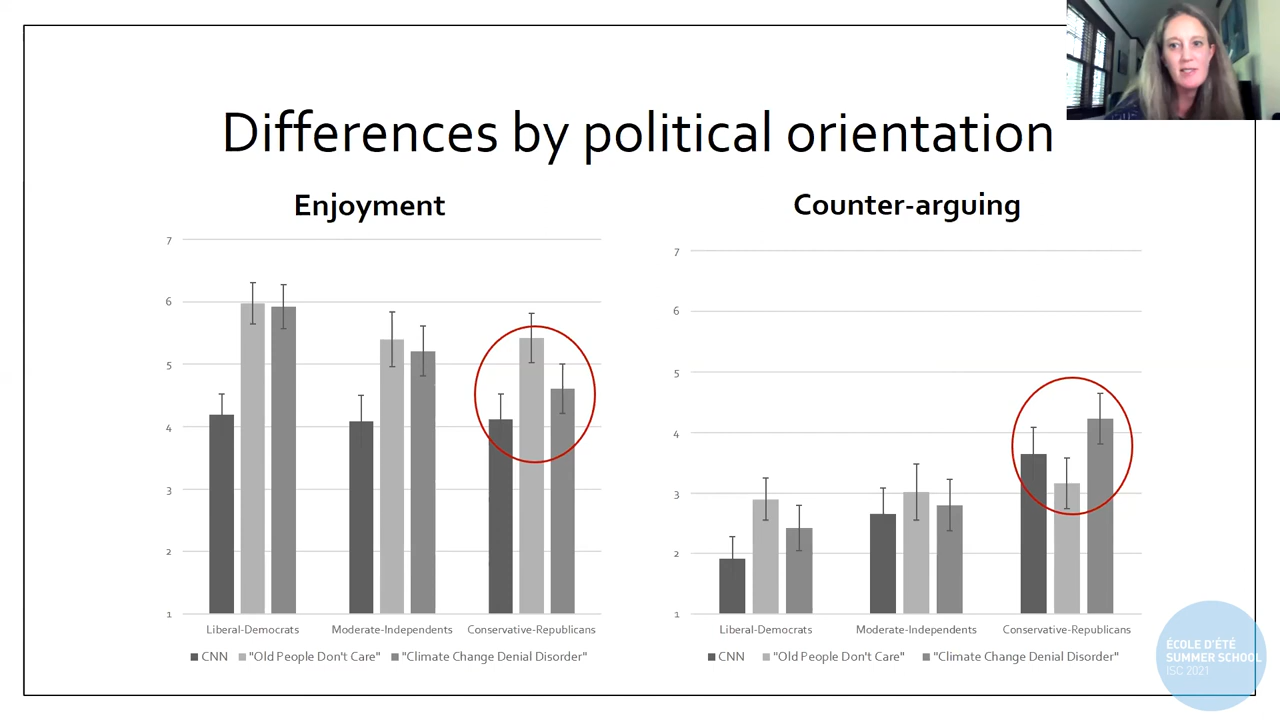 Differences by political orientation
Enjoyment
7
6
5
4
3
2
1
Liberal-Democrats
Moderate-Independents
Conservative-Republicans
CNN
"Old People Don't Care"
"Climate Change Denial Disorder"
Counter-arguing
7
6
5
4
3
2
1
Liberal-Democrats
Moderate-Independents
Conservative-Republicans
CNN
"Old People Don't Care"
"Climate Change Denial Disorder"
ÉCOLE D'ÉTÉ
SUMMER SCHOOL
ISC 2021